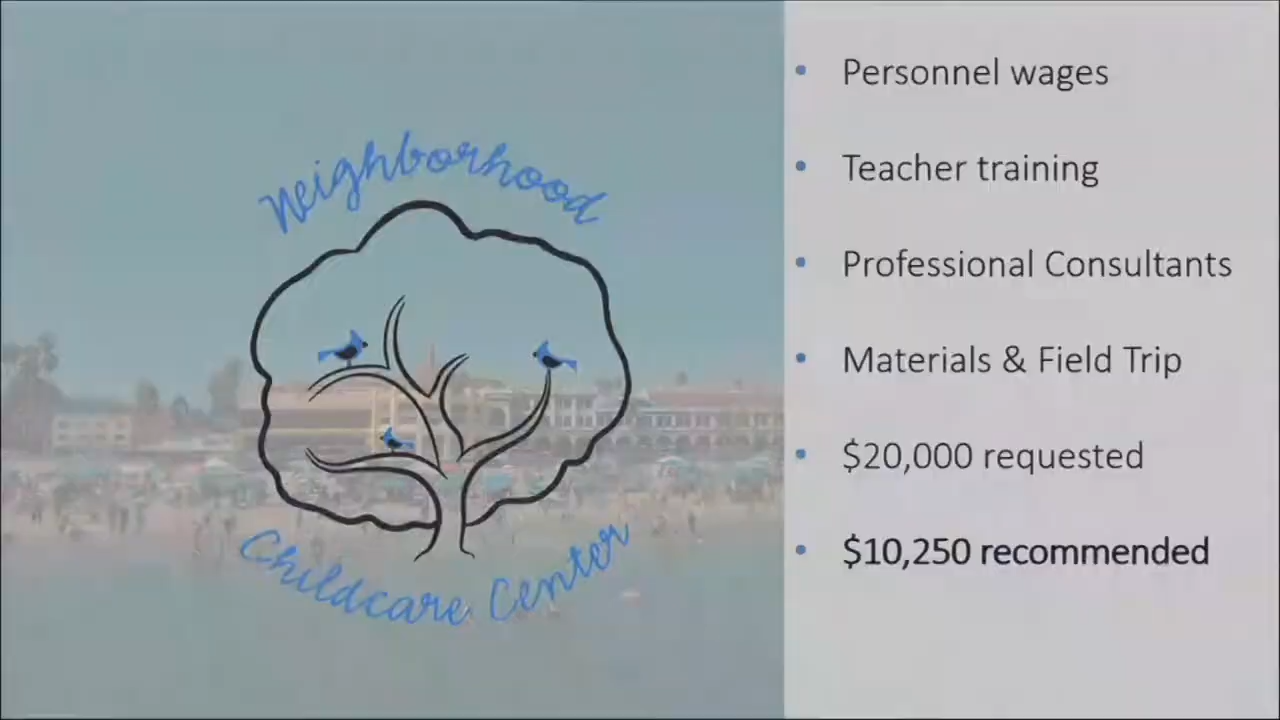 Neighborhood
Childcare Center
Personnel wages
Teacher training
Professional Consultants
Materials & Field Trip
$20,000 requested
$10,250 recommended